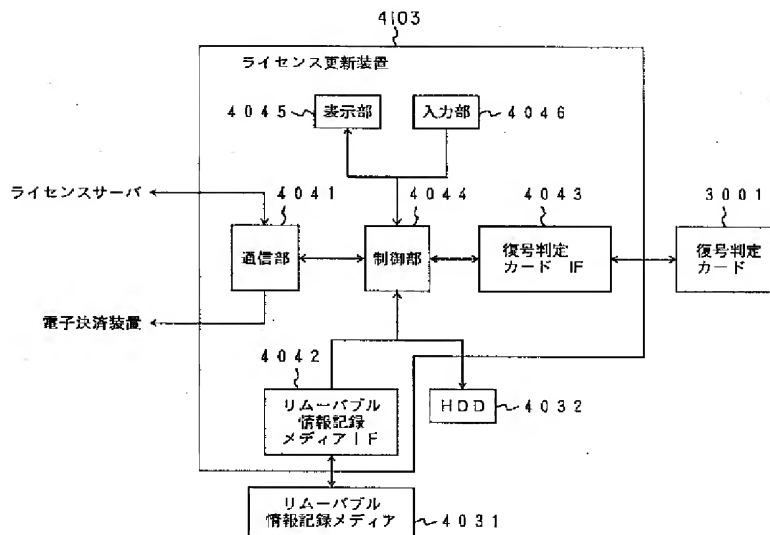 4103
ライセンス更新装置
4045
表示部
入力部
4046
ライセンスサーバ
4041
4044
4043
3001
通信部
制御部
復号判定
カード IF
復号判定
カード
電子決済装置
4042
リムーバブル
情報記録
メディアIF
HDD
4032
リムーバブル
情報記録メディア
4031